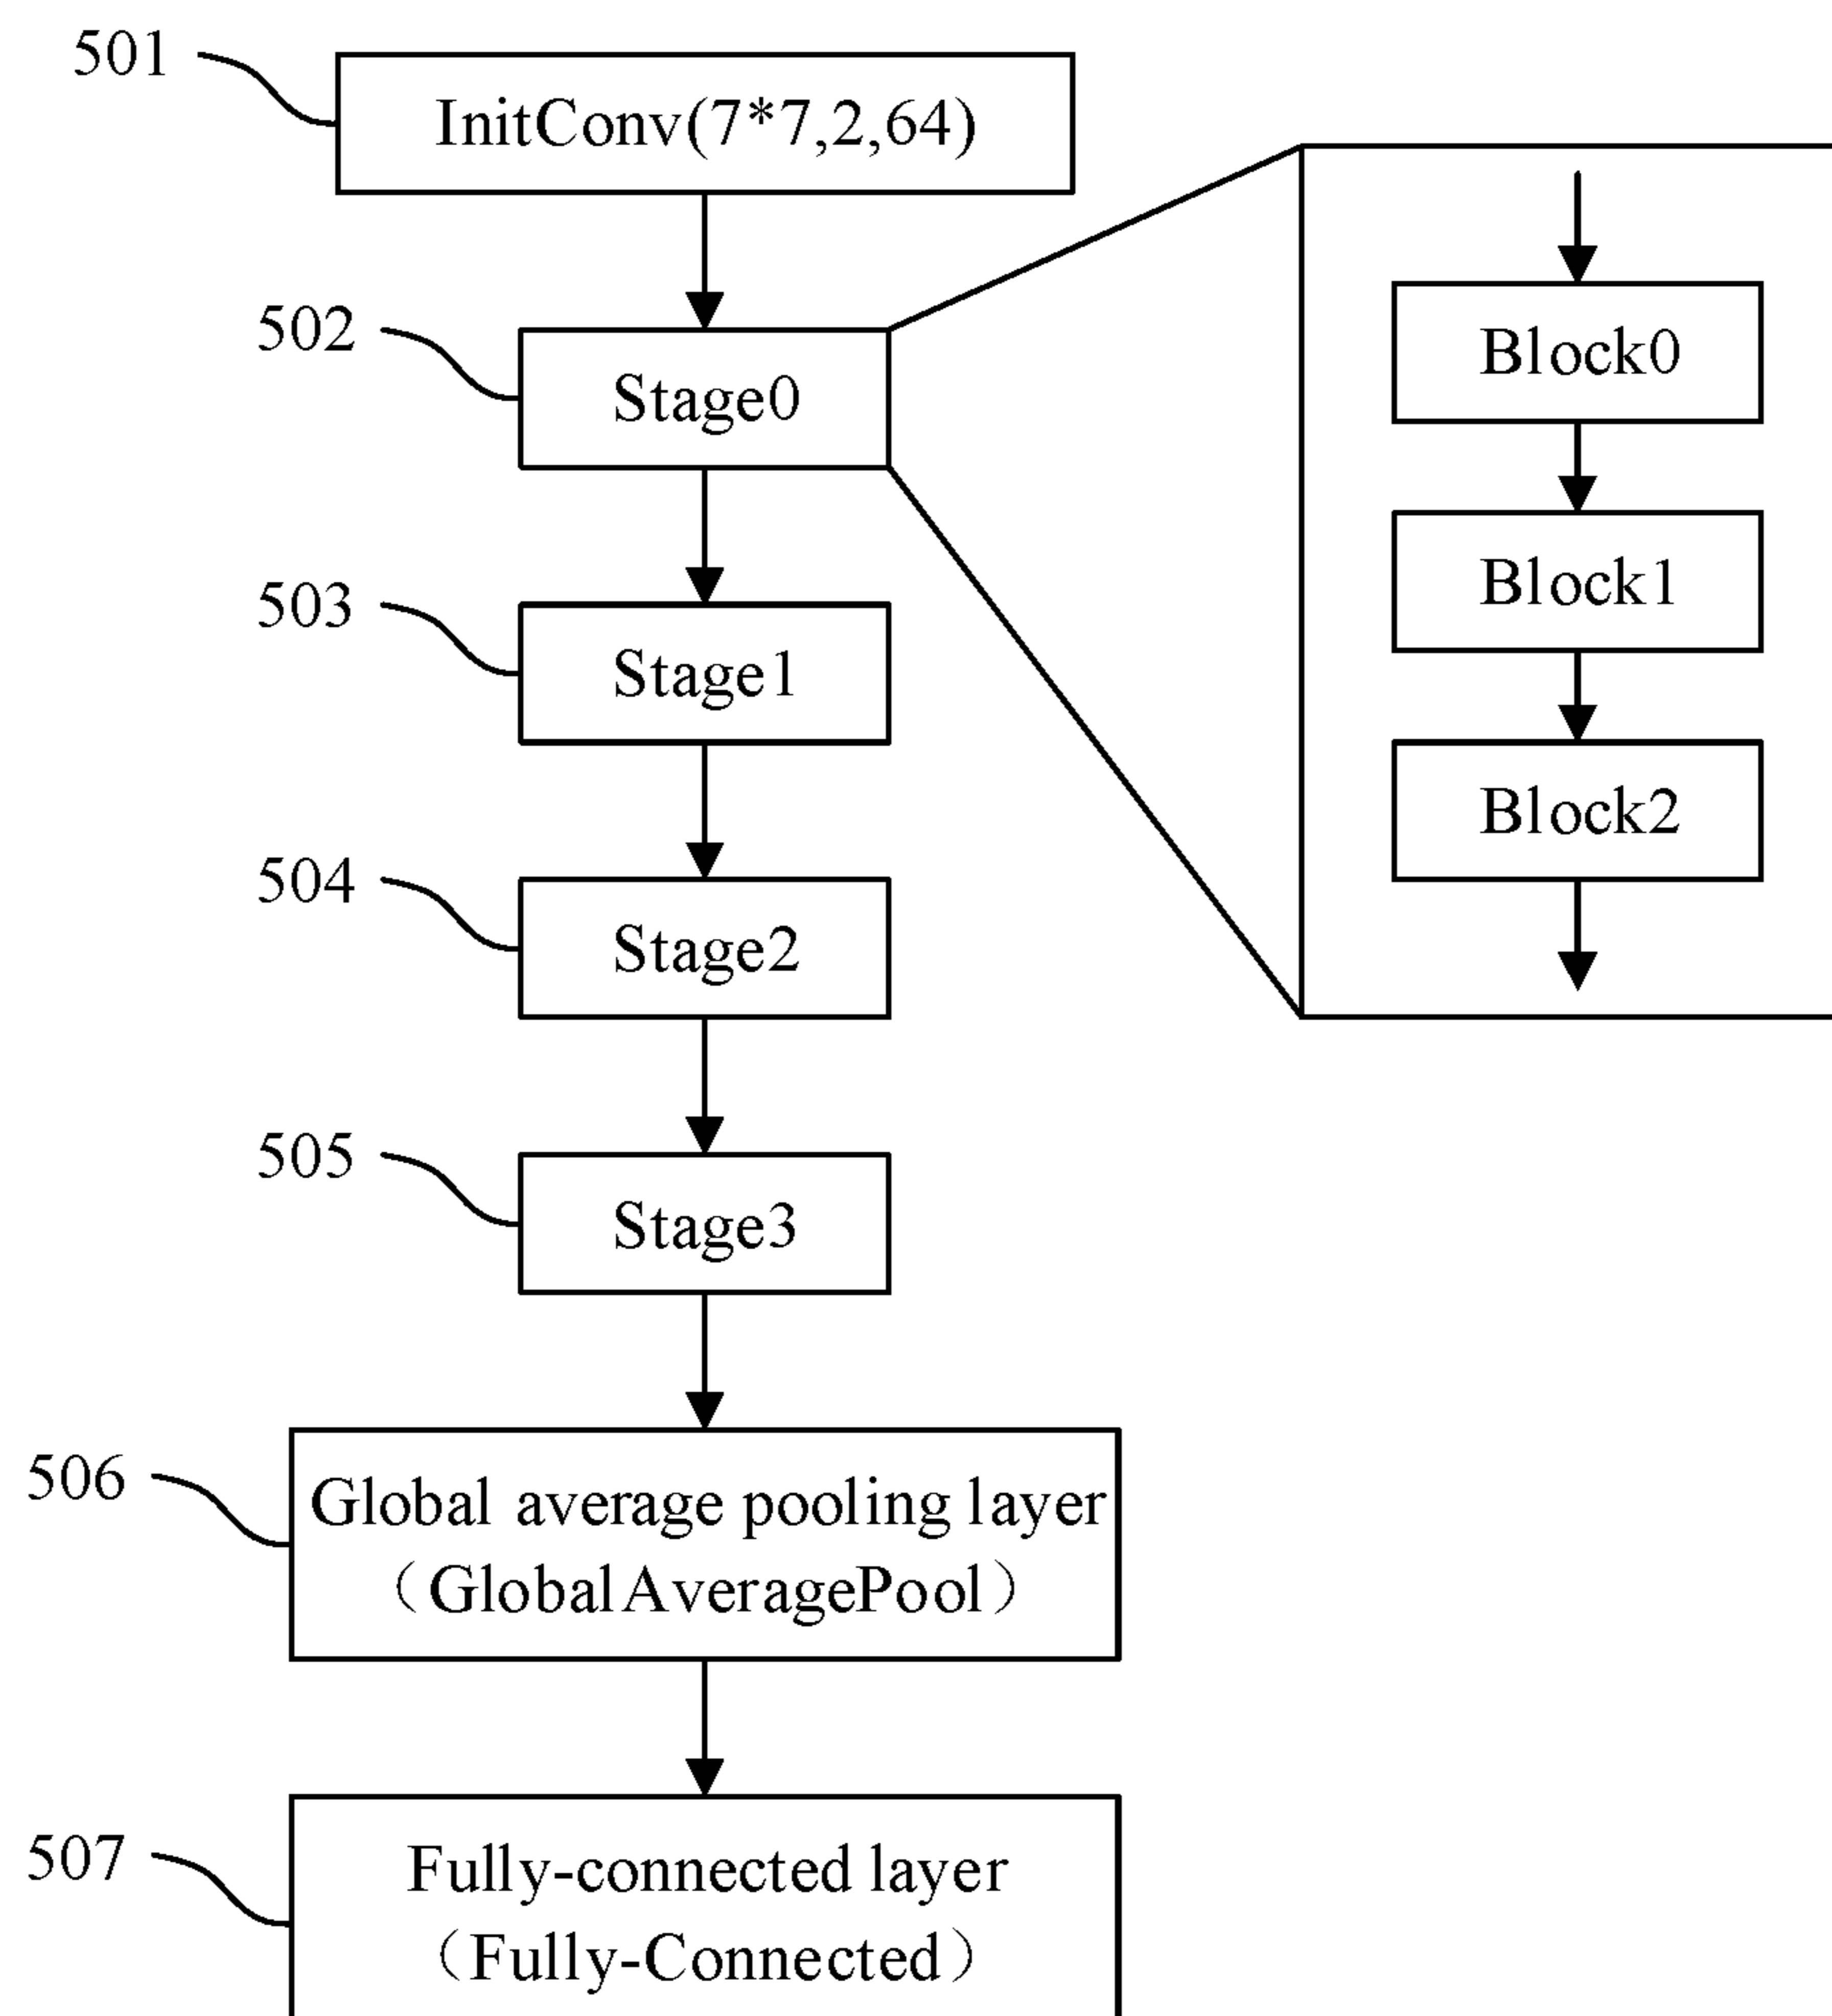 501
InitConv(7*7,2,64)
502
Stage0
Block0
Block1
Block2
503
Stage1
504
Stage2
505
Stage3
506
Global average pooling layer
（GlobalAveragePool）
507
Fully-connected layer
（Fully-Connected）